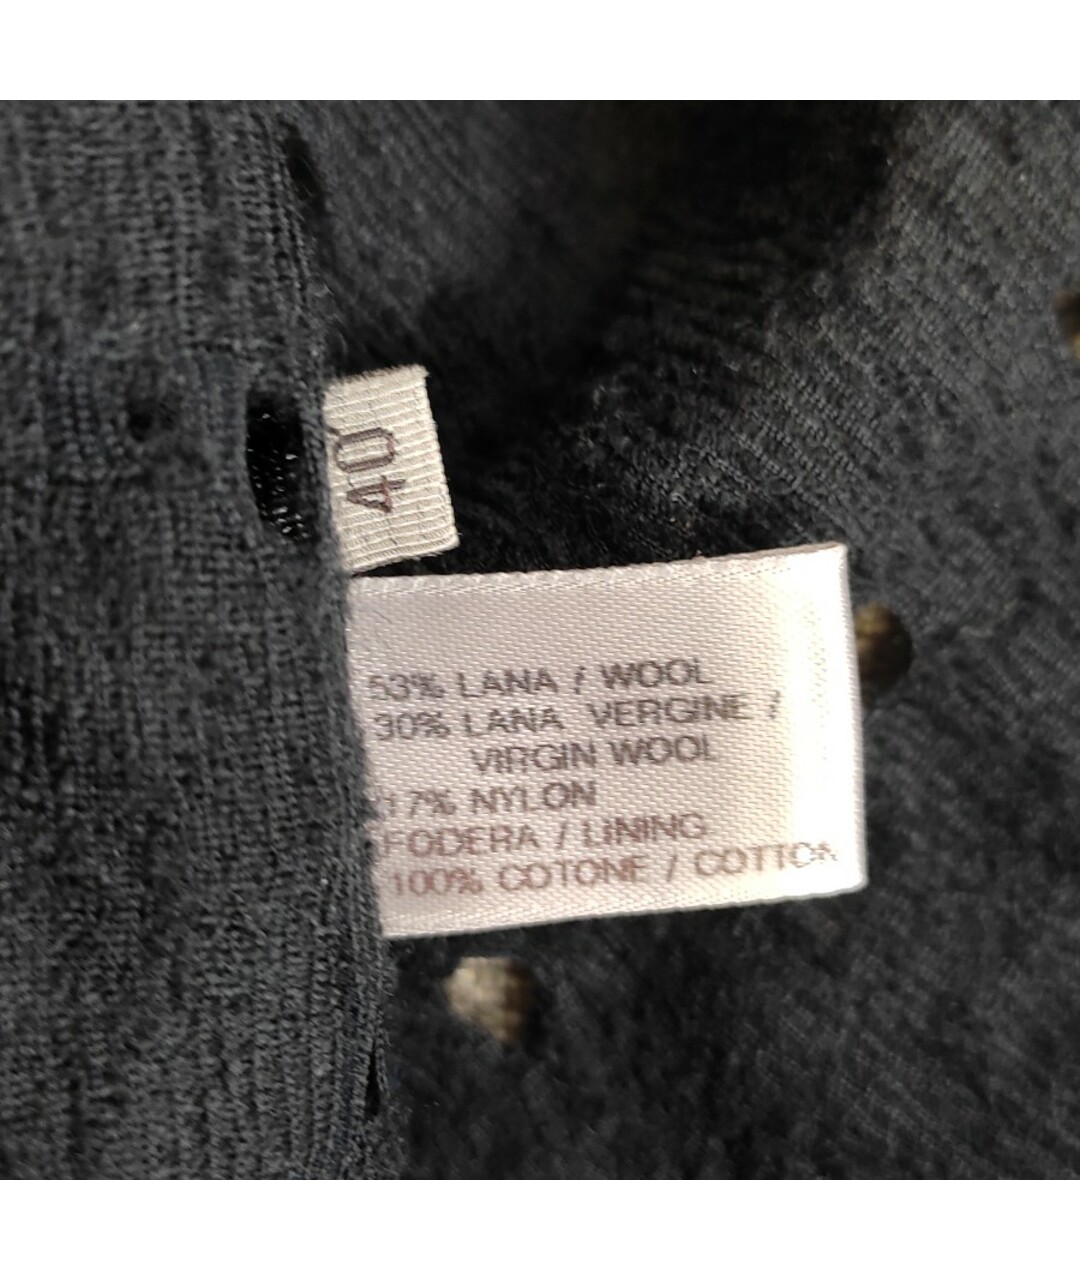 40
53% LANA / WOOL
30% LANA VERGINE /
VIRGIN WOOL
17% NYLON
FODERA / LINING
100% COTONE / COTTON